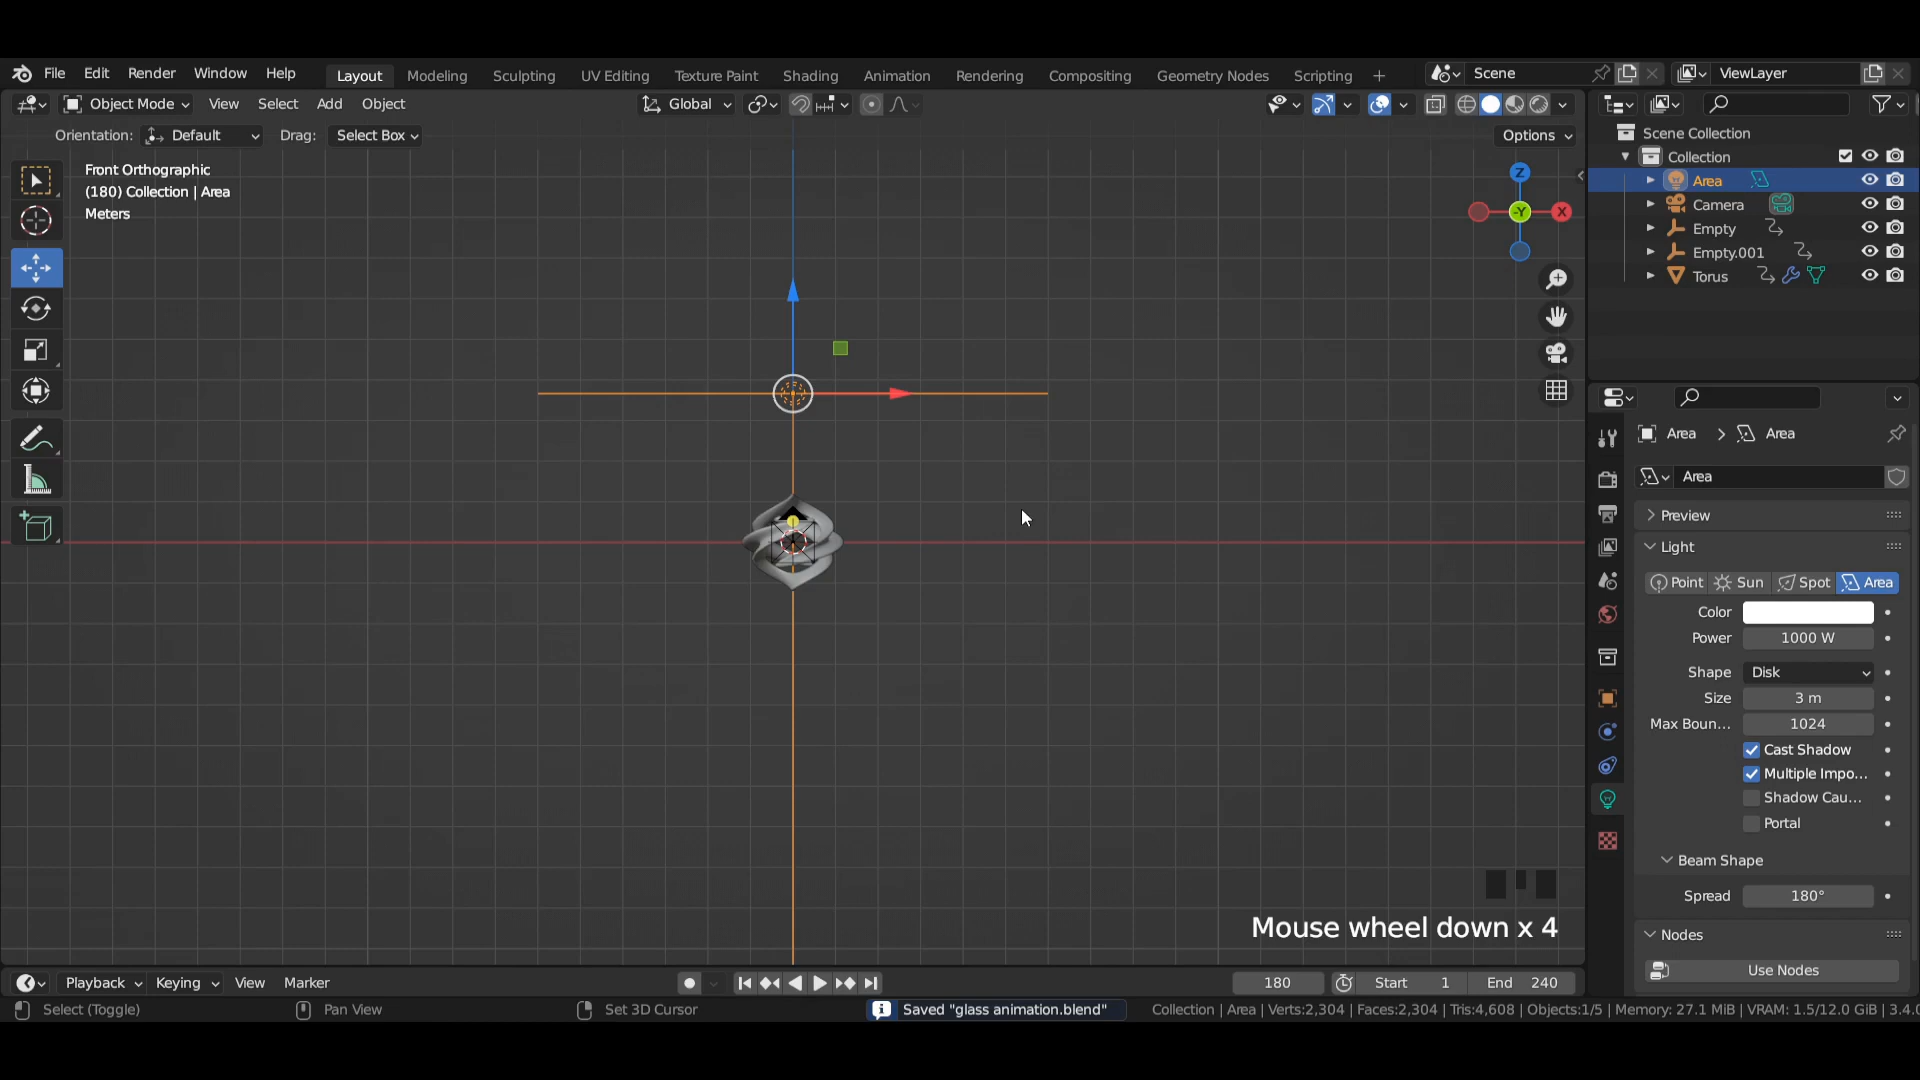 File Edit Render Window Help Layout Modeling Sculpting UV Editing Texture Paint Shading Animation Rendering Compositing Geometry Nodes Scripting + Scene ViewLayer
Object Mode View Select Add Object Global
Orientation: Default Drag: Select Box Options
Front Orthographic
(180) Collection | Area
Meters
Z
-Y
X
Scene Collection
Collection
Area
Camera
Empty
Empty.001
Torus
Area > Area
Area
Preview
Light
Point Sun Spot Area
Color
Power 1000 W
Shape Disk
Size 3 m
Max Boun... 1024
Cast Shadow
Multiple Impo...
Shadow Cau...
Portal
Beam Shape
Spread 180°
Nodes
Use Nodes
Mouse wheel down x 4
Playback Keying View Marker 180 Start 1 End 240
Select (Toggle) Pan View Set 3D Cursor Saved "glass animation.blend" Collection | Area | Verts:2,304 | Faces:2,304 | Tris:4,608 | Objects:1/5 | Memory: 27.1 MiB | VRAM: 1.5/12.0 GiB | 3.4.